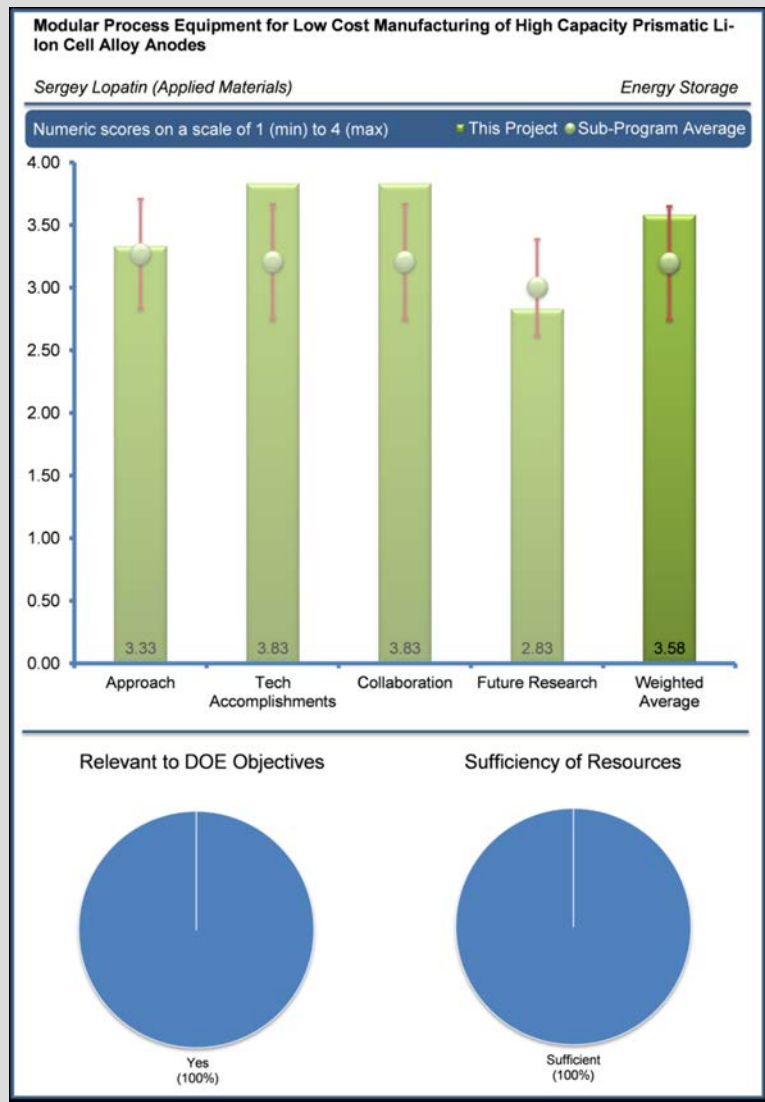 Modular Process Equipment for Low Cost Manufacturing of High Capacity Prismatic Li-
Ion Cell Alloy Anodes
Sergey Lopatin (Applied Materials) Energy Storage
Numeric scores on a scale of 1 (min) to 4 (max) This Project Sub-Program Average
4.00
3.50
3.00
2.50
2.00
1.50
1.00
0.50
0.00
3.33 3.83 3.83 2.83 3.58
Approach Tech Collaboration Future Research Weighted
Accomplishments Average
Relevant to DOE Objectives Sufficiency of Resources
Yes Sufficient
(100%) (100%)